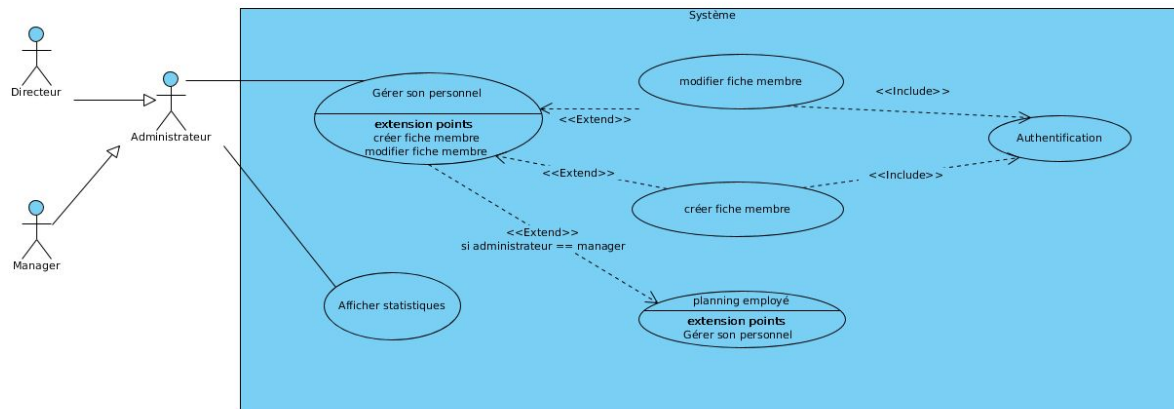 Système
Directeur
Administrateur
Manager
Gérer son personnel
extension points
créer fiche membre
modifier fiche membre
modifier fiche membre
<<Extend>>
<<Include>>
Authentification
<<Extend>>
<<Include>>
créer fiche membre
<<Extend>>
si administrateur == manager
Afficher statistiques
planning employé
extension points
Gérer son personnel